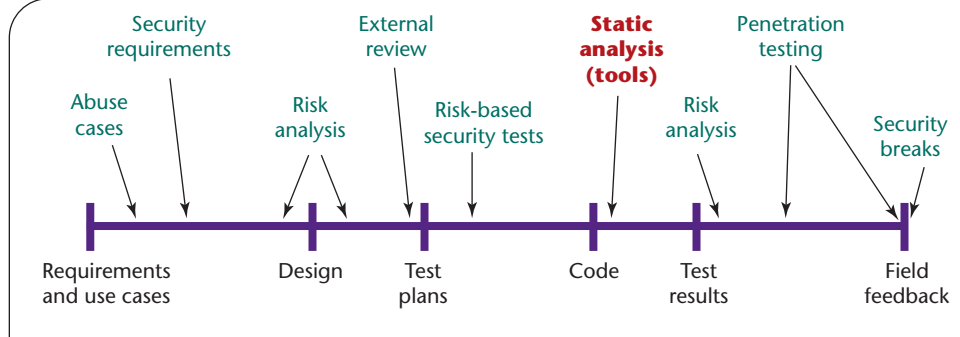 Security
requirements
External
review
Static
analysis
(tools)
Penetration
testing
Abuse
cases
Risk
analysis
Risk-based
security tests
Risk
analysis
Security
breaks
Requirements
and use cases
Design
Test
plans
Code
Test
results
Field
feedback